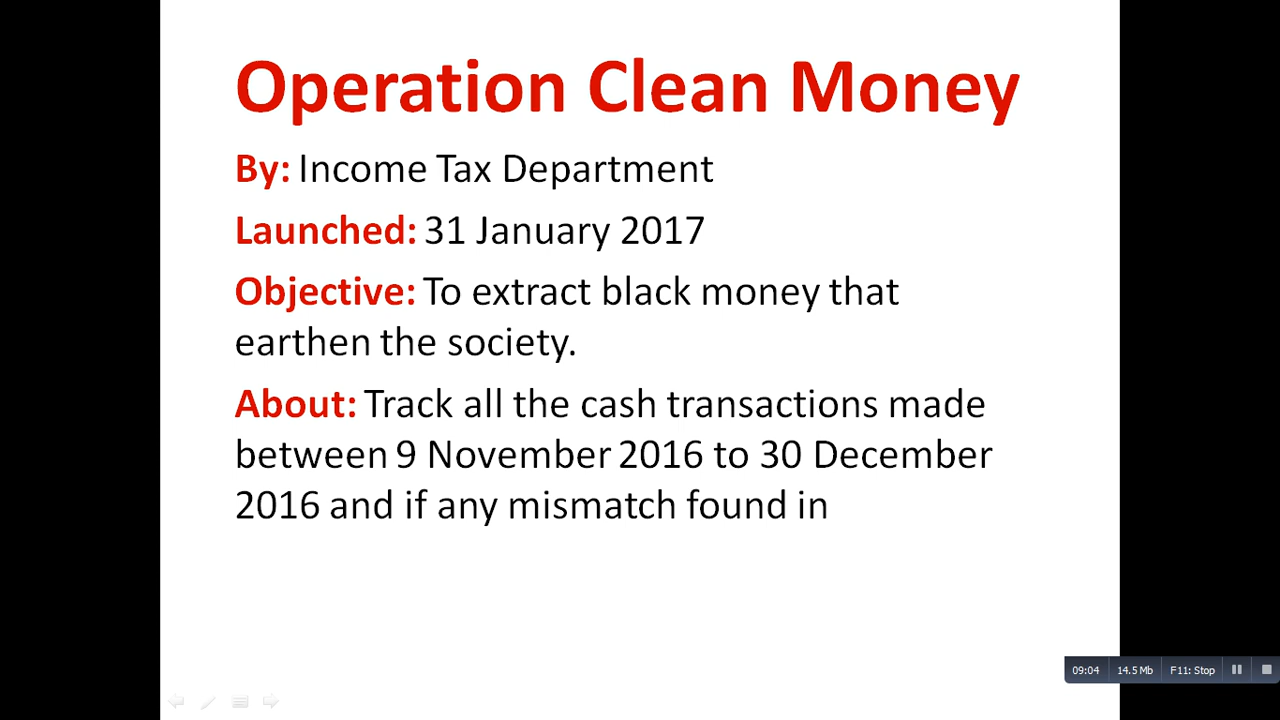 Operation Clean Money
By: Income Tax Department
Launched: 31 January 2017
Objective: To extract black money that
earthen the society.
About: Track all the cash transactions made
between 9 November 2016 to 30 December
2016 and if any mismatch found in
09:04 14.5 Mb F11: Stop